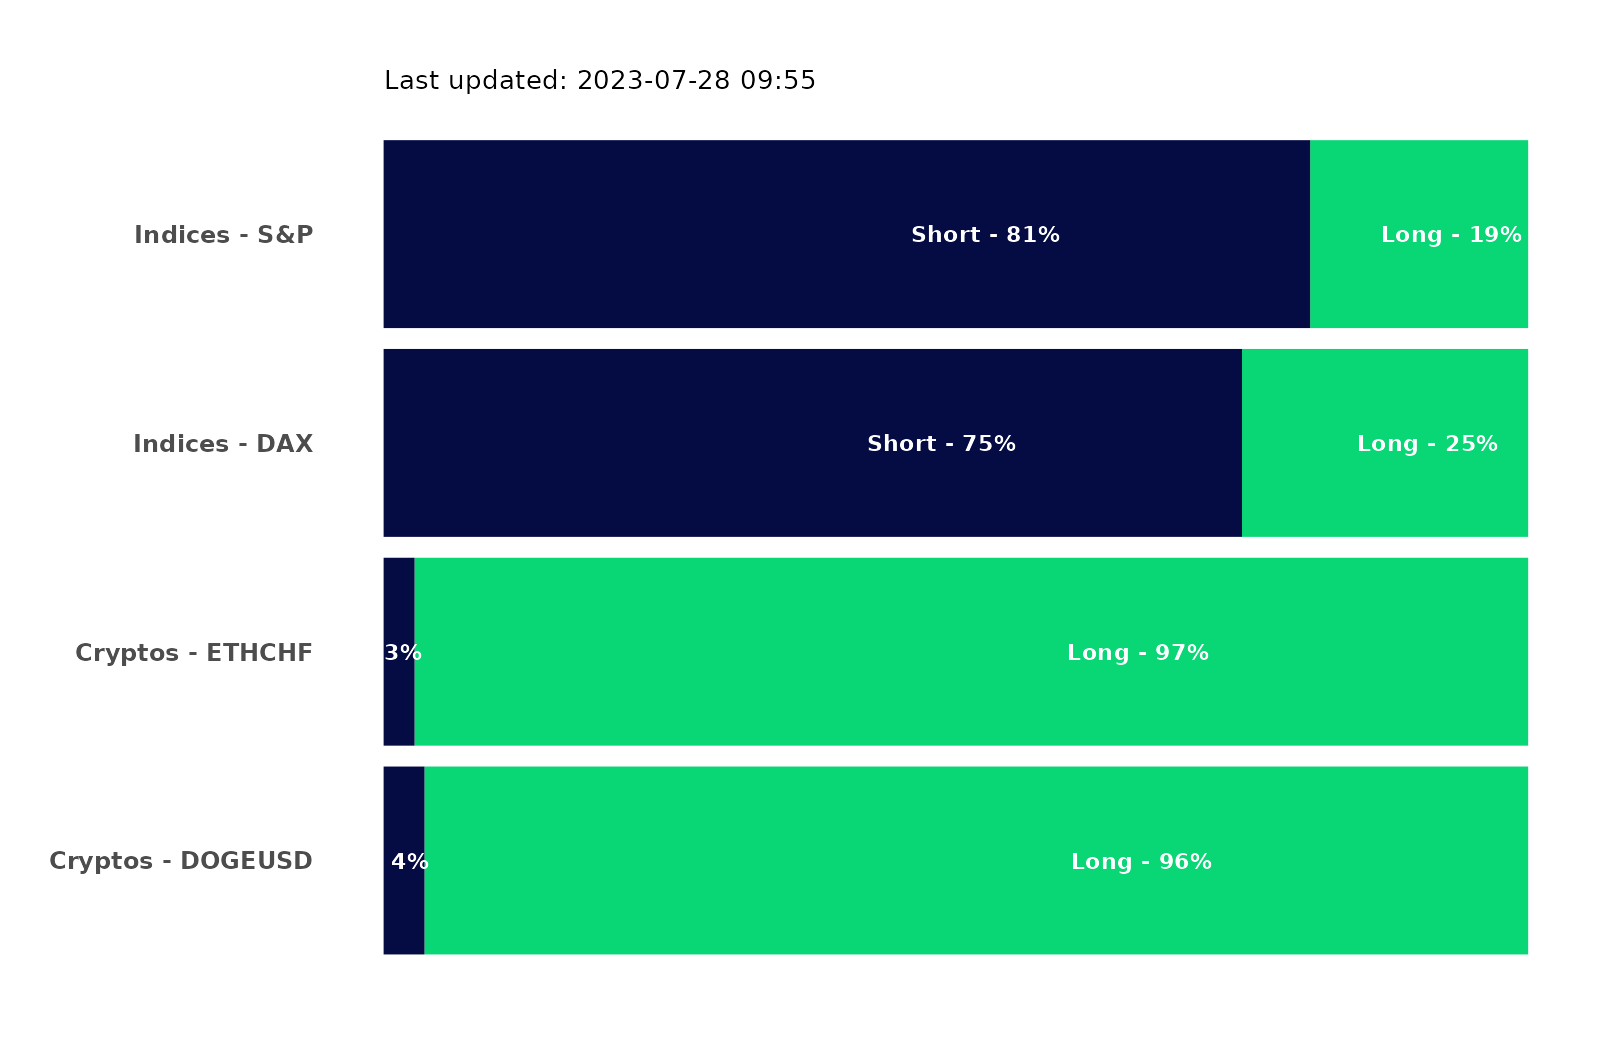 Last updated: 2023-07-28 09:55
Indices - S&P Short - 81% Long - 19%
Indices - DAX Short - 75% Long - 25%
Cryptos - ETHCHF 3% Long - 97%
Cryptos - DOGEUSD 4% Long - 96%